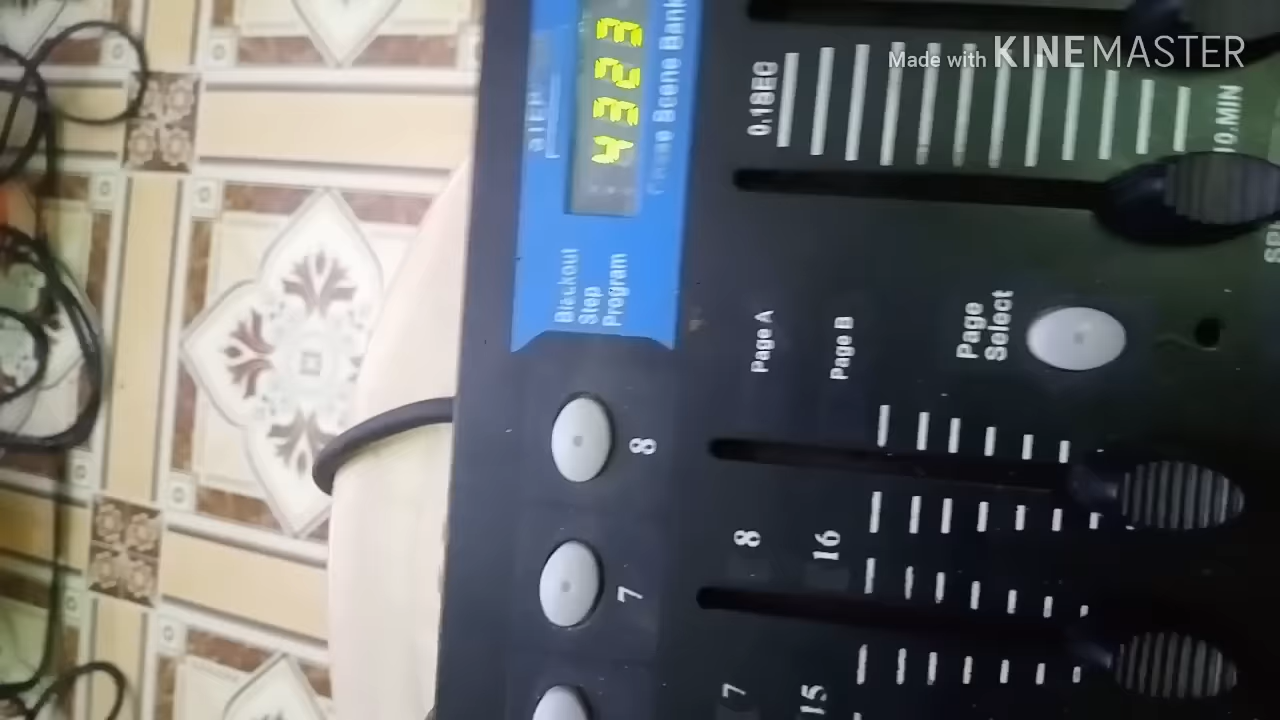 Made with KINEMASTER
4323
Scene Bank
Blackout
Step
Program
0.1SEC
10.MIN
Page A
Page B
Page
Select
8
7
8
16
7
15